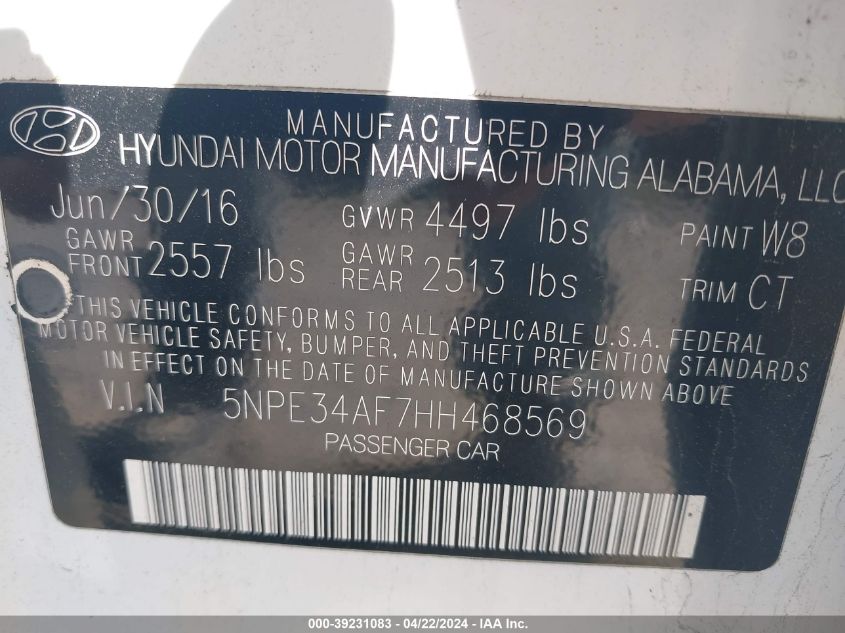 MANUFACTURED BY
HYUNDAI MOTOR MANUFACTURING ALABAMA, LLC
Jun/30/16 GVWR 4497 lbs PAINT W8
GAWR FRONT 2557 lbs GAWR REAR 2513 lbs TRIM CT
THIS VEHICLE CONFORMS TO ALL APPLICABLE U.S.A. FEDERAL
MOTOR VEHICLE SAFETY, BUMPER, AND THEFT PREVENTION STANDARDS
IN EFFECT ON THE DATE OF MANUFACTURE SHOWN ABOVE
V.I.N 5NPE34AF7HH468569
PASSENGER CAR
000-39231083 - 04/22/2024 - IAA Inc.